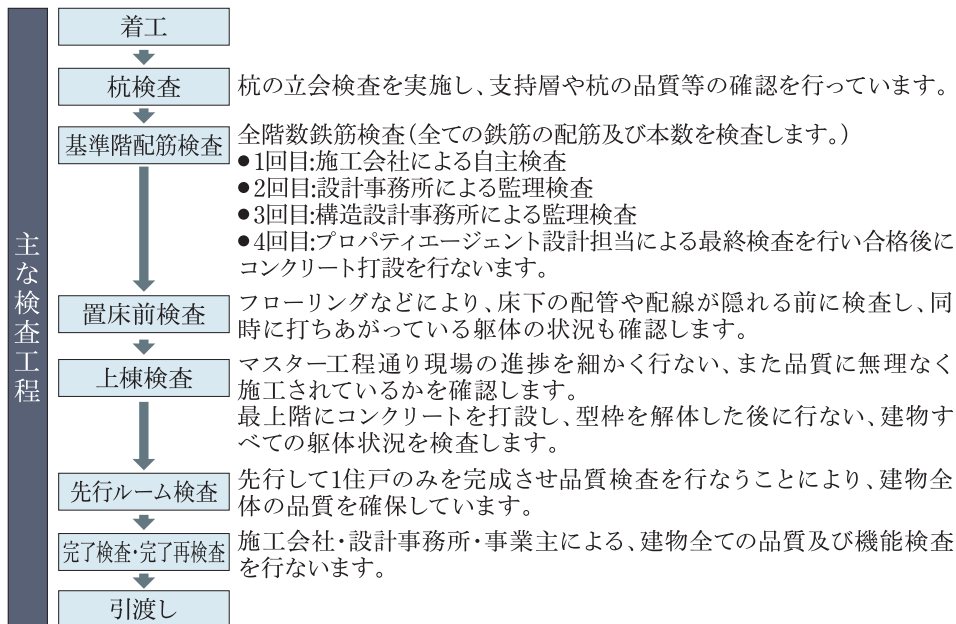 主な検査工程
着工
杭検査
杭の立会検査を実施し、支持層や杭の品質等の確認を行っています。
基準階配筋検査
全階数鉄筋検査(全ての鉄筋の配筋及び本数を検査します。)
●1回目:施工会社による自主検査
●2回目:設計事務所による監理検査
●3回目:構造設計事務所による監理検査
●4回目:プロパティエージェント設計担当による最終検査を行い合格後に
コンクリート打設を行ないます。
置床前検査
フローリングなどにより、床下の配管や配線が隠れる前に検査し、同
時に打ちあがっている躯体の状況も確認します。
上棟検査
マスター工程通り現場の進捗を細かく行ない、また品質に無理なく
施工されているかを確認します。
最上階にコンクリートを打設し、型枠を解体した後に行ない、建物す
べての躯体状況を検査します。
先行ルーム検査
先行して1住戸のみを完成させ品質検査を行なうことにより、建物全
体の品質を確保しています。
完了検査・完了再検査
施工会社・設計事務所・事業主による、建物全ての品質及び機能検査
を行ないます。
引渡し